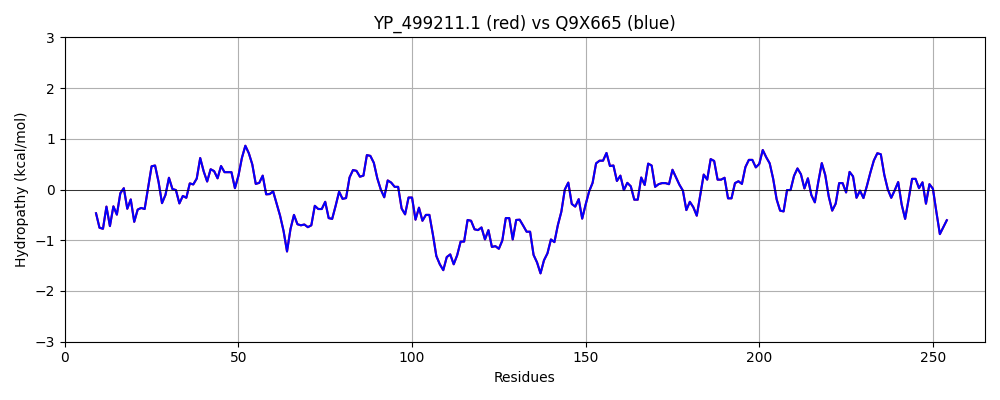 YP_499211.1 (red) vs Q9X665 (blue)
Hydropathy (kcal/mol)
3
2
1
0
−1
−2
−3
0 50 100 150 200 250
Residues